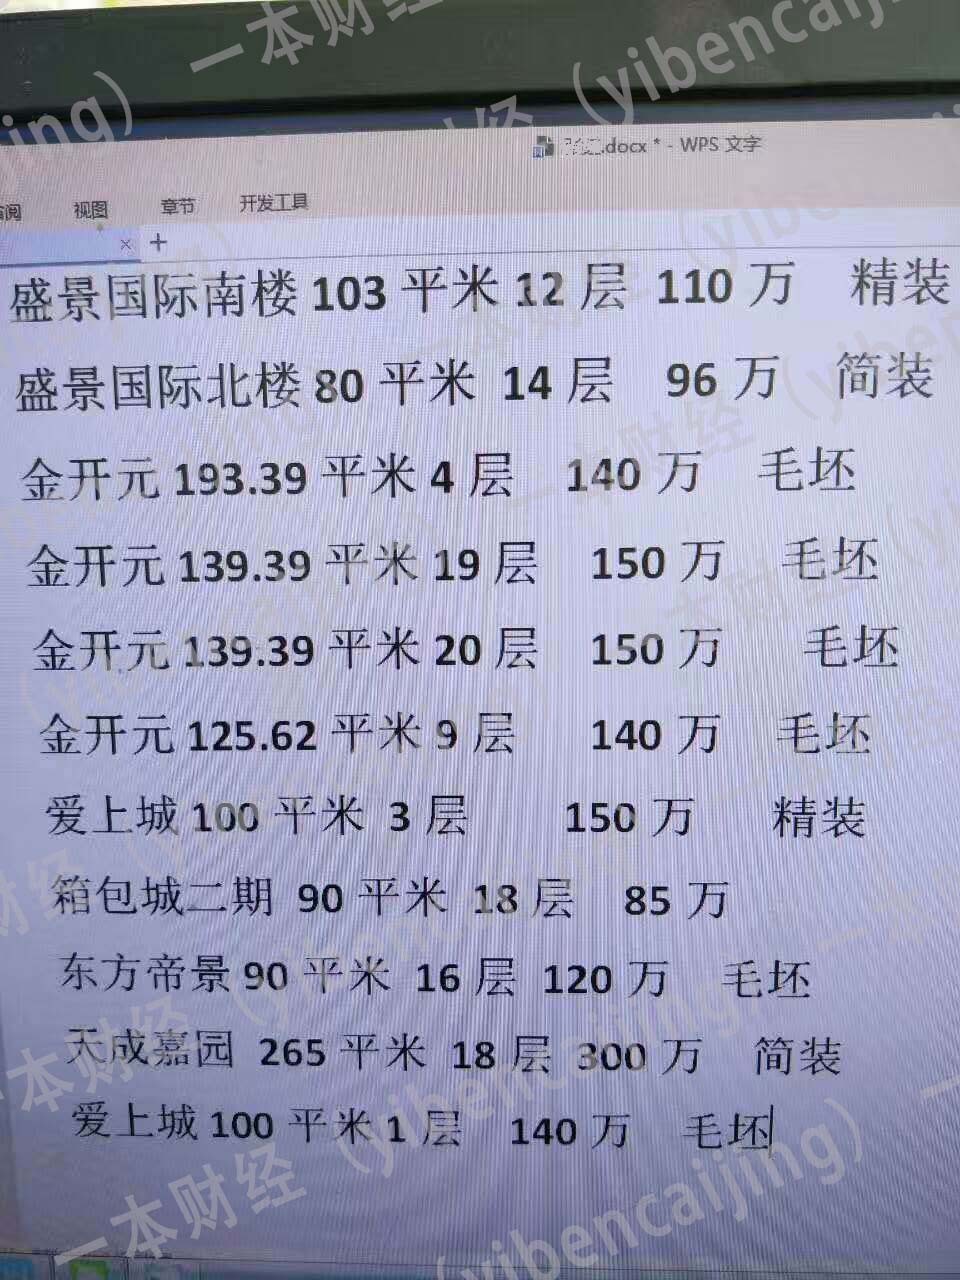 一本财经（yibencaijing）
.docx * - WPS 文字
审阅 视图 章节 开发工具
× +
盛景国际南楼 103 平米 12 层 110 万 精装
盛景国际北楼 80 平米 14 层 96 万 简装
金开元 193.39 平米 4 层 140 万 毛坯
金开元 139.39 平米 19 层 150 万 毛坯
金开元 139.39 平米 20 层 150 万 毛坯
金开元 125.62 平米 9 层 140 万 毛坯
爱上城 100 平米 3 层 150 万 精装
箱包城二期 90 平米 18 层 85 万
东方帝景 90 平米 16 层 120 万 毛坯
天成嘉园 265 平米 18 层 300 万 简装
爱上城 100 平米 1 层 140 万 毛坯